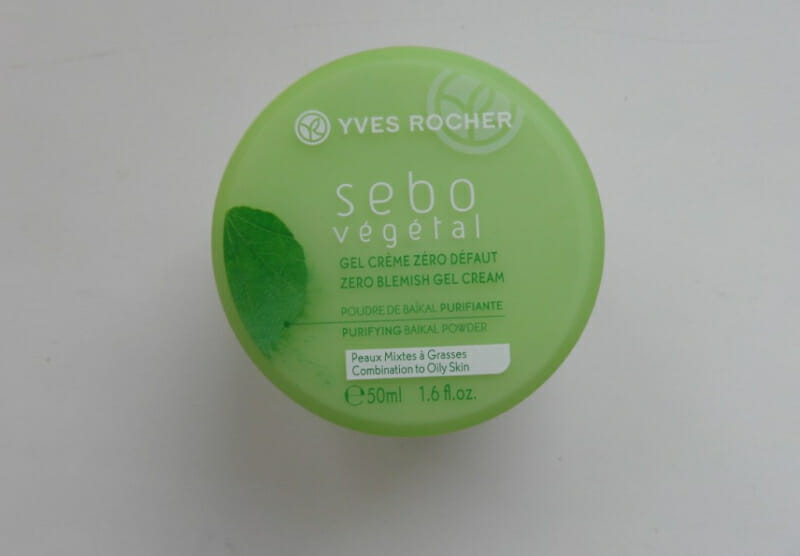 YVES ROCHER
sebo
végétal
GEL CRÈME ZÉRO DÉFAUT
ZERO BLEMISH GEL CREAM
POUDRE DE BAÏKAL PURIFIANTE
PURIFYING BAIKAL POWDER
Peaux Mixtes à Grasses
Combination to Oily Skin
℮50ml 1.6 fl.oz.